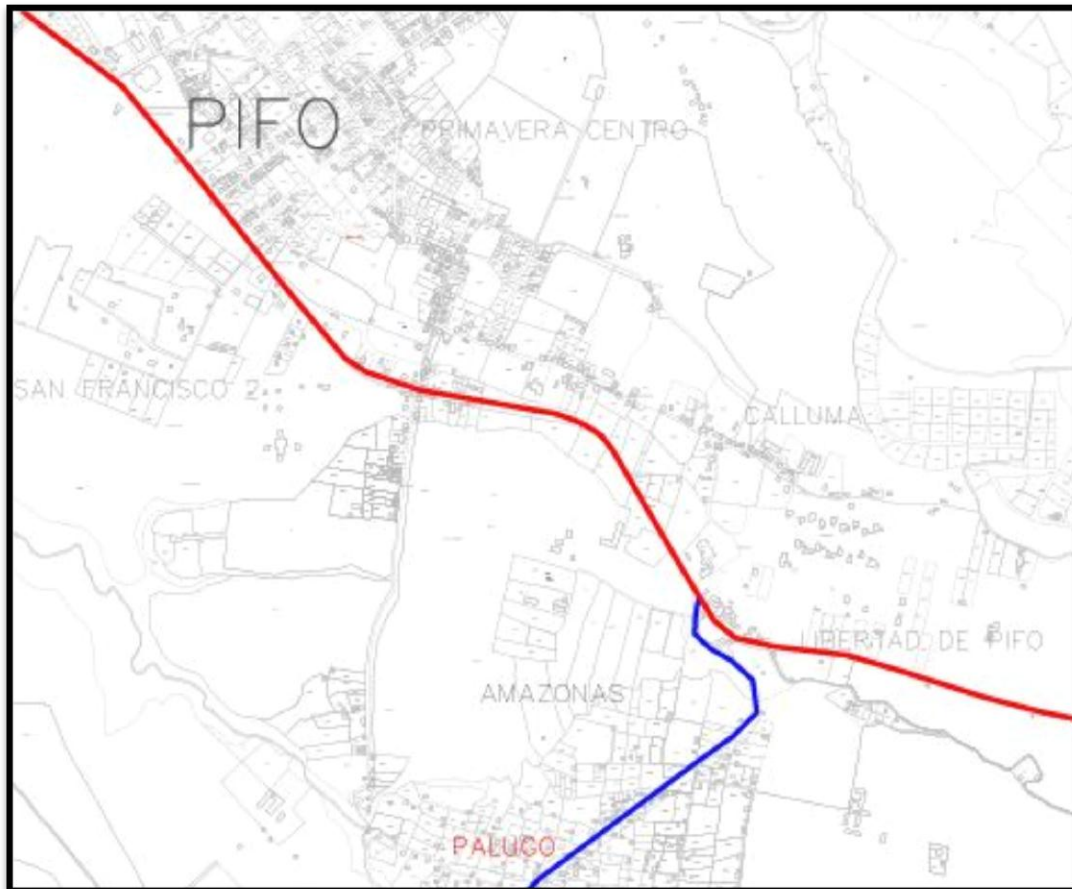 PIFO
PRIMAVERA CENTRO
SAN FRANCISCO 2
CALLUMA
LIBERTAD DE PIFO
AMAZONAS
PALUGO